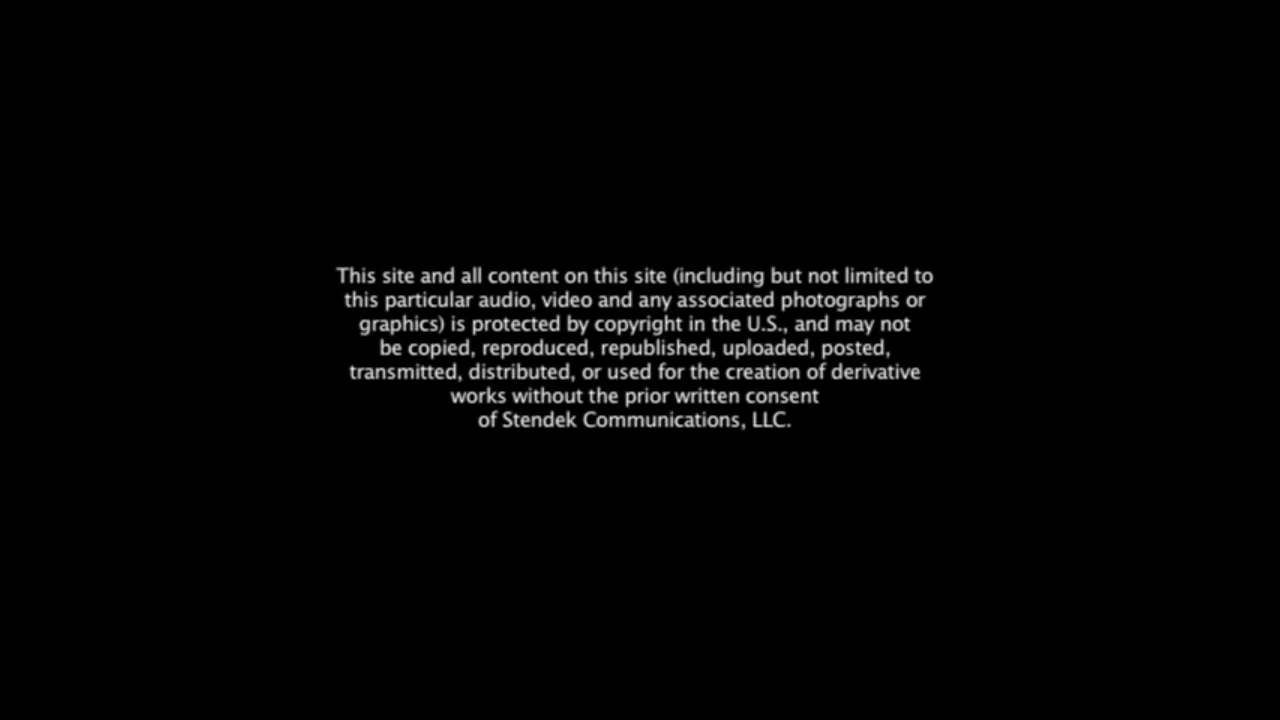 This site and all content on this site (including but not limited to
this particular audio, video and any associated photographs or
graphics) is protected by copyright in the U.S., and may not
be copied, reproduced, republished, uploaded, posted,
transmitted, distributed, or used for the creation of derivative
works without the prior written consent
of Stendek Communications, LLC.